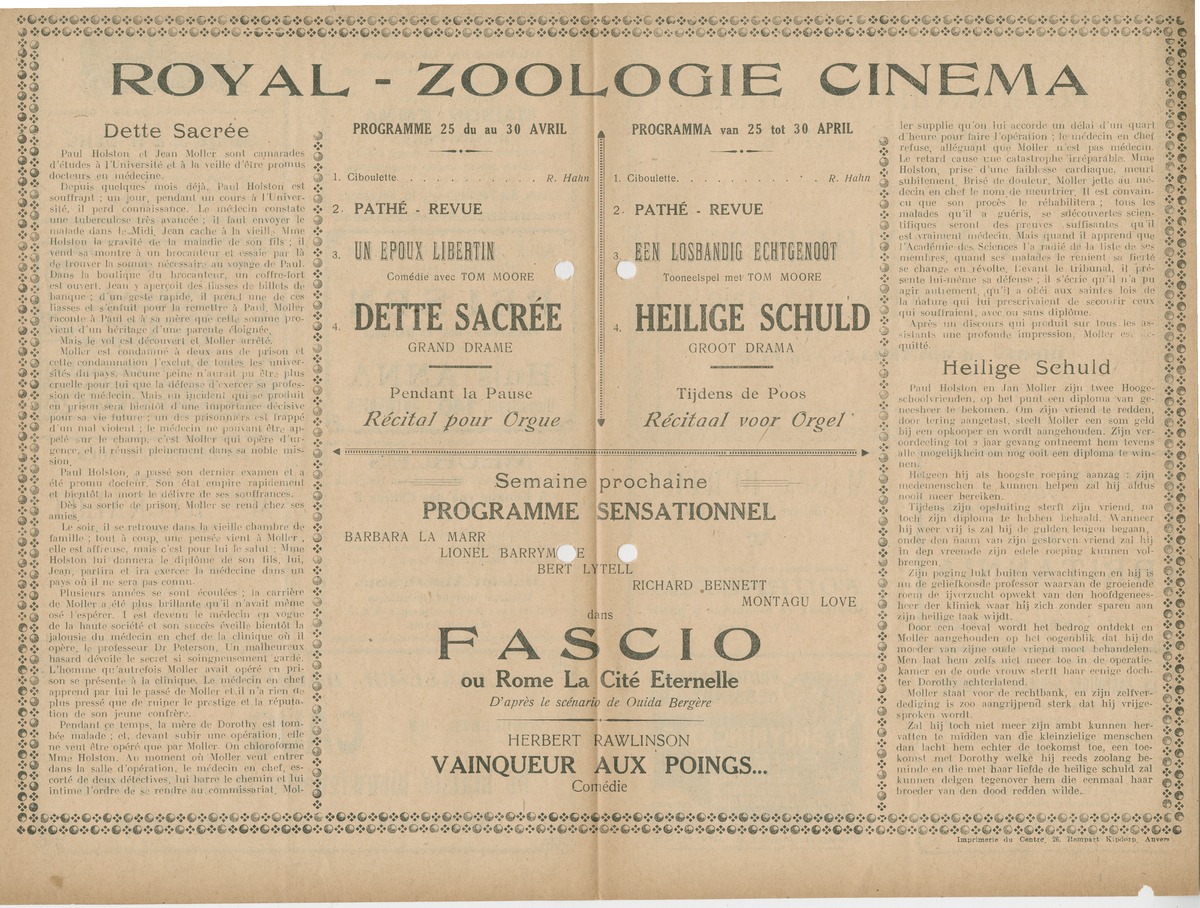 ROYAL - ZOOLOGIE CINEMA
Dette Sacrée
Paul Holston et Jean Moller sont camarades
d'études à l'Université et à la veille d'être promus
docteurs en médecine.
Depuis quelques mois déjà, Paul Holston est
souffrant ; un jour, pendant un cours à l'Univer-
sité, il perd connaissance. Le médecin constate
une tuberculose très avancée ; il faut envoyer le
malade dans le Midi. Jean cache à la vieille Mme
Holston la gravité de la maladie de son fils ; il
vend sa montre à un brocanteur et essaie par là
de trouver la somme nécessaire au voyage de Paul.
Dans la boutique du brocanteur, un coffre-fort
est ouvert. Jean y aperçoit des liasses de billets de
banque ; d'un geste rapide, il prend une de ces
liasses et s'enfuit pour la remettre à Paul. Moller
raconte à Paul et à sa mère que cette somme pro-
vient d'un héritage d'une parente éloignée.
Mais le vol est découvert et Moller arrêté.
Moller est condamné à deux ans de prison et
cette condamnation l'exclut de toutes les univer-
sités du pays. Aucune peine n'aurait pu être plus
cruelle pour lui que la défense d'exercer sa profes-
sion de médecin. Mais un incident qui se produit
en prison sera bientôt d'une importance décisive
pour sa vie future : un des prisonniers est frappé
d'un mal violent ; le médecin ne pouvant être ap-
pelé sur le champ, c'est Moller qui opère d'ur-
gence, et il réussit pleinement dans sa noble mis-
sion.
Paul Holston, a passé son dernier examen et a
été promu docteur. Son état empire rapidement
et bientôt la mort le délivre de ses souffrances.
Dès sa sortie de prison, Moller se rend chez ses
amies.
Le soir, il se retrouve dans la vieille chambre de
famille ; tout à coup, une pensée vient à Moller,
elle est affreuse, mais c'est pour lui le salut : Mme
Holston lui donnera le diplôme de son fils, lui,
Jean, partira et ira exercer la médecine dans un
pays où il ne sera pas connu.
Plusieurs années se sont écoulées ; la carrière
de Moller a été plus brillante qu'il n'avait même
osé l'espérer. Il est devenu le médecin en vogue
de la haute société et son succès éveille bientôt la
jalousie du médecin en chef de la clinique où il
opère, le professeur Dr Peterson. Un malheureux
hasard dévoile le secret si soigneusement gardé.
L'homme qu'autrefois Moller avait opéré en pri-
son se présente à la clinique. Le médecin en chef
apprend par lui le passé de Moller et il n'a rien de
plus pressé que de ruiner le prestige et la réputa-
tion de son jeune confrère.
Pendant ce temps, la mère de Dorothy est tom-
bée malade ; et, devant subir une opération, elle
ne veut être opéré que par Moller. On chloroforme
Mme Holston. Au moment où Moller veut entrer
dans la salle d'opération, le médecin en chef, es-
corté de deux détectives, lui barre le chemin et lui
intime l'ordre de se rendre au commissariat. Mol-
PROGRAMME 25 du au 30 AVRIL
1. Ciboulette. . . . . . . . . . . R. Hahn
2. PATHÉ - REVUE
3. UN EPOUX LIBERTIN
Comédie avec TOM MOORE
4. DETTE SACRÉE
GRAND DRAME
Pendant la Pause
Récital pour Orgue
PROGRAMMA van 25 tot 30 APRIL
1. Ciboulette. . . . . . . . . . . R. Hahn
2. PATHÉ - REVUE
3. EEN LOSBANDIG ECHTGENOOT
Tooneelspel met TOM MOORE
4. HEILIGE SCHULD
GROOT DRAMA
Tijdens de Poos
Récitaal voor Orgel
Semaine prochaine
PROGRAMME SENSATIONNEL
BARBARA LA MARR
LIONEL BARRYM E
BERT LYTELL
RICHARD BENNETT
MONTAGU LOVE
dans
FASCIO
ou Rome La Cité Eternelle
D'après le scénario de Ouida Bergère
HERBERT RAWLINSON
VAINQUEUR AUX POINGS...
Comédie
ler supplie qu'on lui accorde un délai d'un quart
d'heure pour faire l'opération ; le médecin en chef
refuse, alléguant que Moller n'est pas médecin.
Le retard cause une catastrophe irréparable. Mme
Holston, prise d'une faiblesse cardiaque, meurt
subitement. Brisé de douleur, Moller jette au mé-
decin en chef le nom de meurtrier. Il est convain-
cu que son procès le réhabilitera ; tous les
malades qu'il a guéris, se sdécouvertes scien-
tifiques seront des preuves suffisantes qu'il
est vraiment médecin. Mais quand il apprend que
l'Académie des Sciences l'a radié de la liste de ses
membres, quand ses malades le renient sa fierté
se change en révolte. Devant le tribunal, il pré-
sente lui-même sa défense ; il s'écrie qu'il n'a pu
agir autrement, qu'il a obéi aux saintes lois de
la nature qui lui prescrivaient de secourir ceux
qui souffraient, avec ou sans diplôme.
Après un discours qui produit sur tous les as-
sistants une profonde impression, Moller est ac-
quitté.
Heilige Schuld
Paul Holston en Jan Moller zijn twee Hooge-
schoolvrienden, op het punt een diploma van ge-
neesheer te bekomen. Om zijn vriend te redden,
door tering aangetast, steelt Moller een som geld
bij een opkooper en wordt aangehouden. Zijn ver-
oordeeling tot 2 jaar gevang ontneemt hem tevens
alle mogelijkheid om nog ooit een diploma te win-
nen.
Hetgeen hij als hoogste roeping aanzag : zijn
medemenschen te kunnen helpen zal hij aldus
nooit meer bereiken.
Tijdens zijn opsluiting sterft zijn vriend, na
toch zijn diploma te hebben behaald. Wanneer
hij weer vrij is zal hij de gulden leugen begaan,
onder den naam van zijn gestorven vriend zal hij
in den vreemde zijn edele roeping kunnen vol-
brengen.
Zijn poging lukt buiten verwachtingen en hij is
nu de geliefkoosde professor waarvan de groeiende
roem de ijverzucht opwekt van den hoofdgenees-
heer der kliniek waar hij zich zonder sparen aan
zijn heilige taak wijdt.
Door een toeval wordt het bedrog ontdekt en
Moller aangehouden op het oogenblik dat hij de
moeder van zijne oude vriend moet behandelen.
Men laat hem zelfs niet meer toe in de operatie-
kamer en de oude vrouw sterft haar eenige doch-
ter Dorothy achterlatend.
Moller staat voor de rechtbank, en zijn zelfver-
dediging is zoo aangrijpend sterk dat hij vrijge-
sproken wordt.
Zal hij toch niet meer zijn ambt kunnen her-
vatten te midden van die kleinzielige menschen
dan lacht hem echter de toekomst toe, een toe-
komst met Dorothy welke hij reeds zoolang be-
minde en die met haar liefde de heilige schuld zal
kunnen delgen tegenover hem die eenmaal haar
broeder van den dood redden wilde.
Imprimerie du Centre, 26, Rempart Kipdorp, Anvers